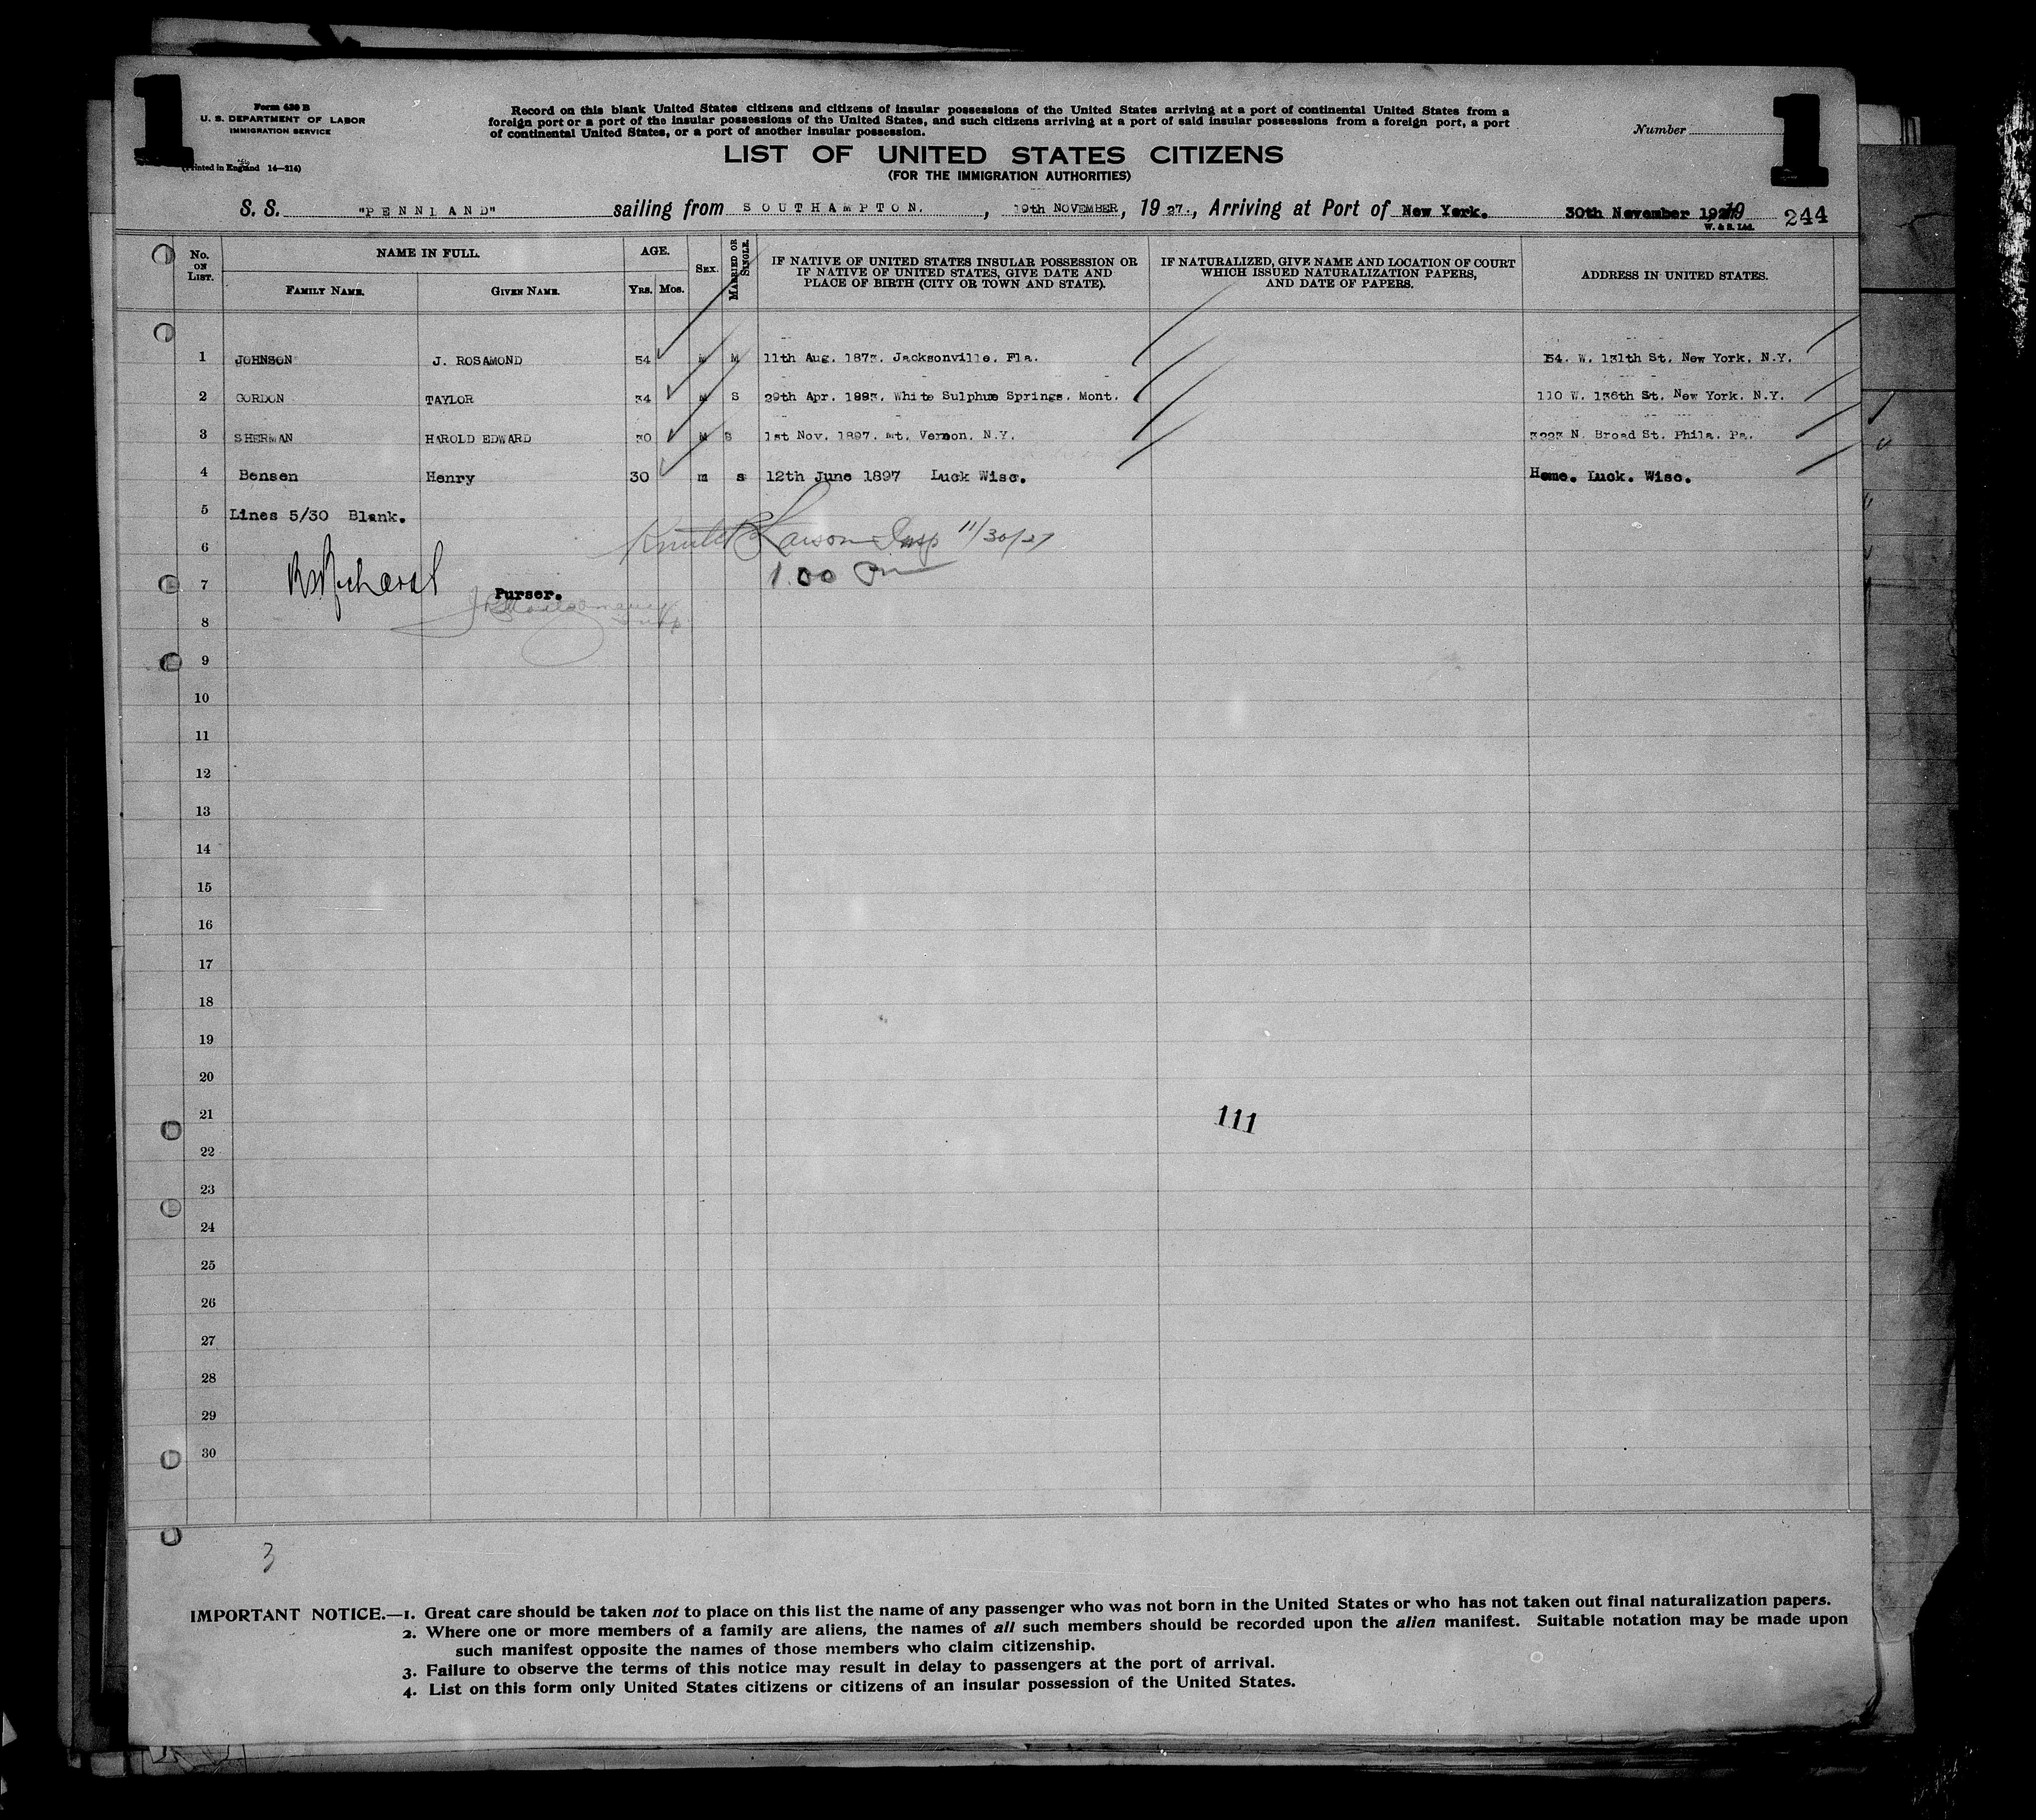 1
Form 630 B
U. S. DEPARTMENT OF LABOR
IMMIGRATION SERVICE
(Printed in England 14—216)
Record on this blank United States citizens and citizens of insular possessions of the United States arriving at a port of continental United States from a
foreign port or a port of the insular possessions of the United States, and such citizens arriving at a port of said insular possessions from a foreign port, a port
of continental United States, or a port of another insular possession.
Number
1
LIST OF UNITED STATES CITIZENS
(FOR THE IMMIGRATION AUTHORITIES)
S. S. "PENNLAND" sailing from SOUTHAMPTON. , 19th NOVEMBER, 19 27., Arriving at Port of New York. 30th November 1927 19
W. & S. Ltd.
244
No. ON LIST. NAME IN FULL. AGE. SEX. MARRIED OR SINGLE. IF NATIVE OF UNITED STATES INSULAR POSSESSION OR IF NATIVE OF UNITED STATES, GIVE DATE AND PLACE OF BIRTH (CITY OR TOWN AND STATE). IF NATURALIZED, GIVE NAME AND LOCATION OF COURT WHICH ISSUED NATURALIZATION PAPERS, AND DATE OF PAPERS. ADDRESS IN UNITED STATES.
FAMILY NAME. GIVEN NAME. YRS. MOS.
1 JOHNSON J. ROSAMOND 54 M M 11th Aug. 1873. Jacksonville. Fla. 154. W. 131th St. New York. N.Y.
2 GORDON TAYLOR 34 M S 29th Apr. 1893. White Sulphue Springs. Mont. 110 W. 136th St. New York. N.Y.
3 SHERMAN HAROLD EDWARD 30 M S 1st Nov. 1897. mt. Vernon. N.Y. 3223 N. Broad St. Phila. Pa.
4 Bensen Henry 30 m s 12th June 1897 Luck Wisc. Home. Luck. Wisc.
5 Lines 5/30 Blank.
6 Larson Insp 11/30/27
7 Purser. 1.00 Pm
8
9
10
11
12
13
14
15
16
17
18
19
20
21
111
22
23
24
25
26
27
28
29
30
3
IMPORTANT NOTICE.—1. Great care should be taken not to place on this list the name of any passenger who was not born in the United States or who has not taken out final naturalization papers.
2. Where one or more members of a family are aliens, the names of all such members should be recorded upon the alien manifest. Suitable notation may be made upon
such manifest opposite the names of those members who claim citizenship.
3. Failure to observe the terms of this notice may result in delay to passengers at the port of arrival.
4. List on this form only United States citizens or citizens of an insular possession of the United States.